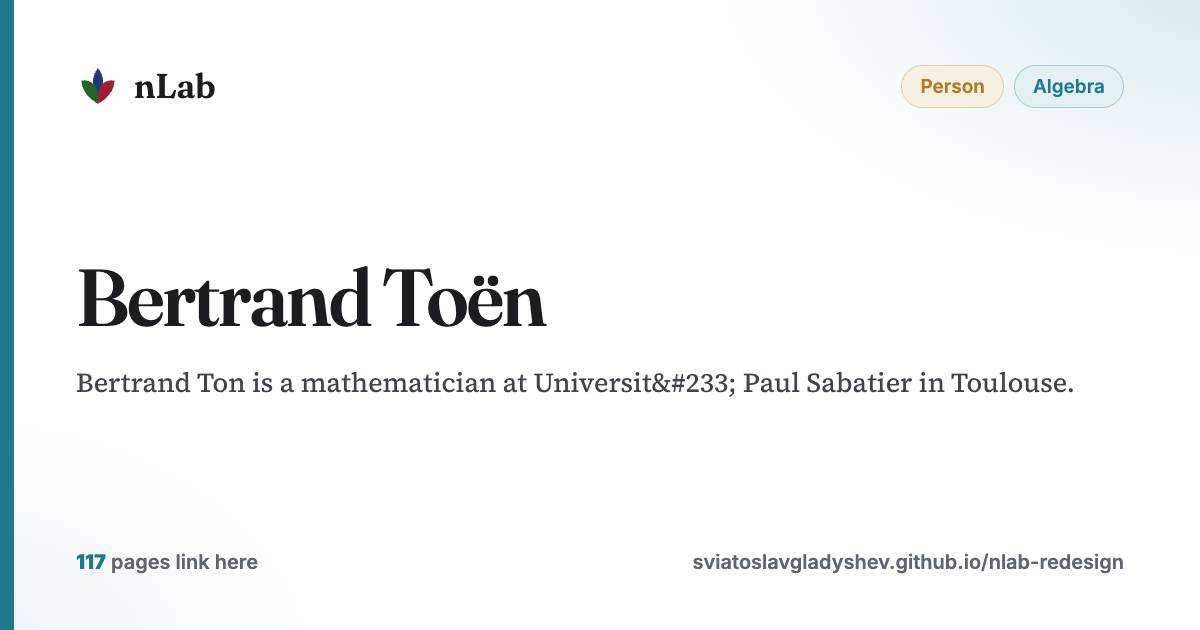 nLab
Person
Algebra
Bertrand Toën
Bertrand Ton is a mathematician at Universit&#233; Paul Sabatier in Toulouse.
117 pages link here
sviatoslavgladyshev.github.io/nlab-redesign